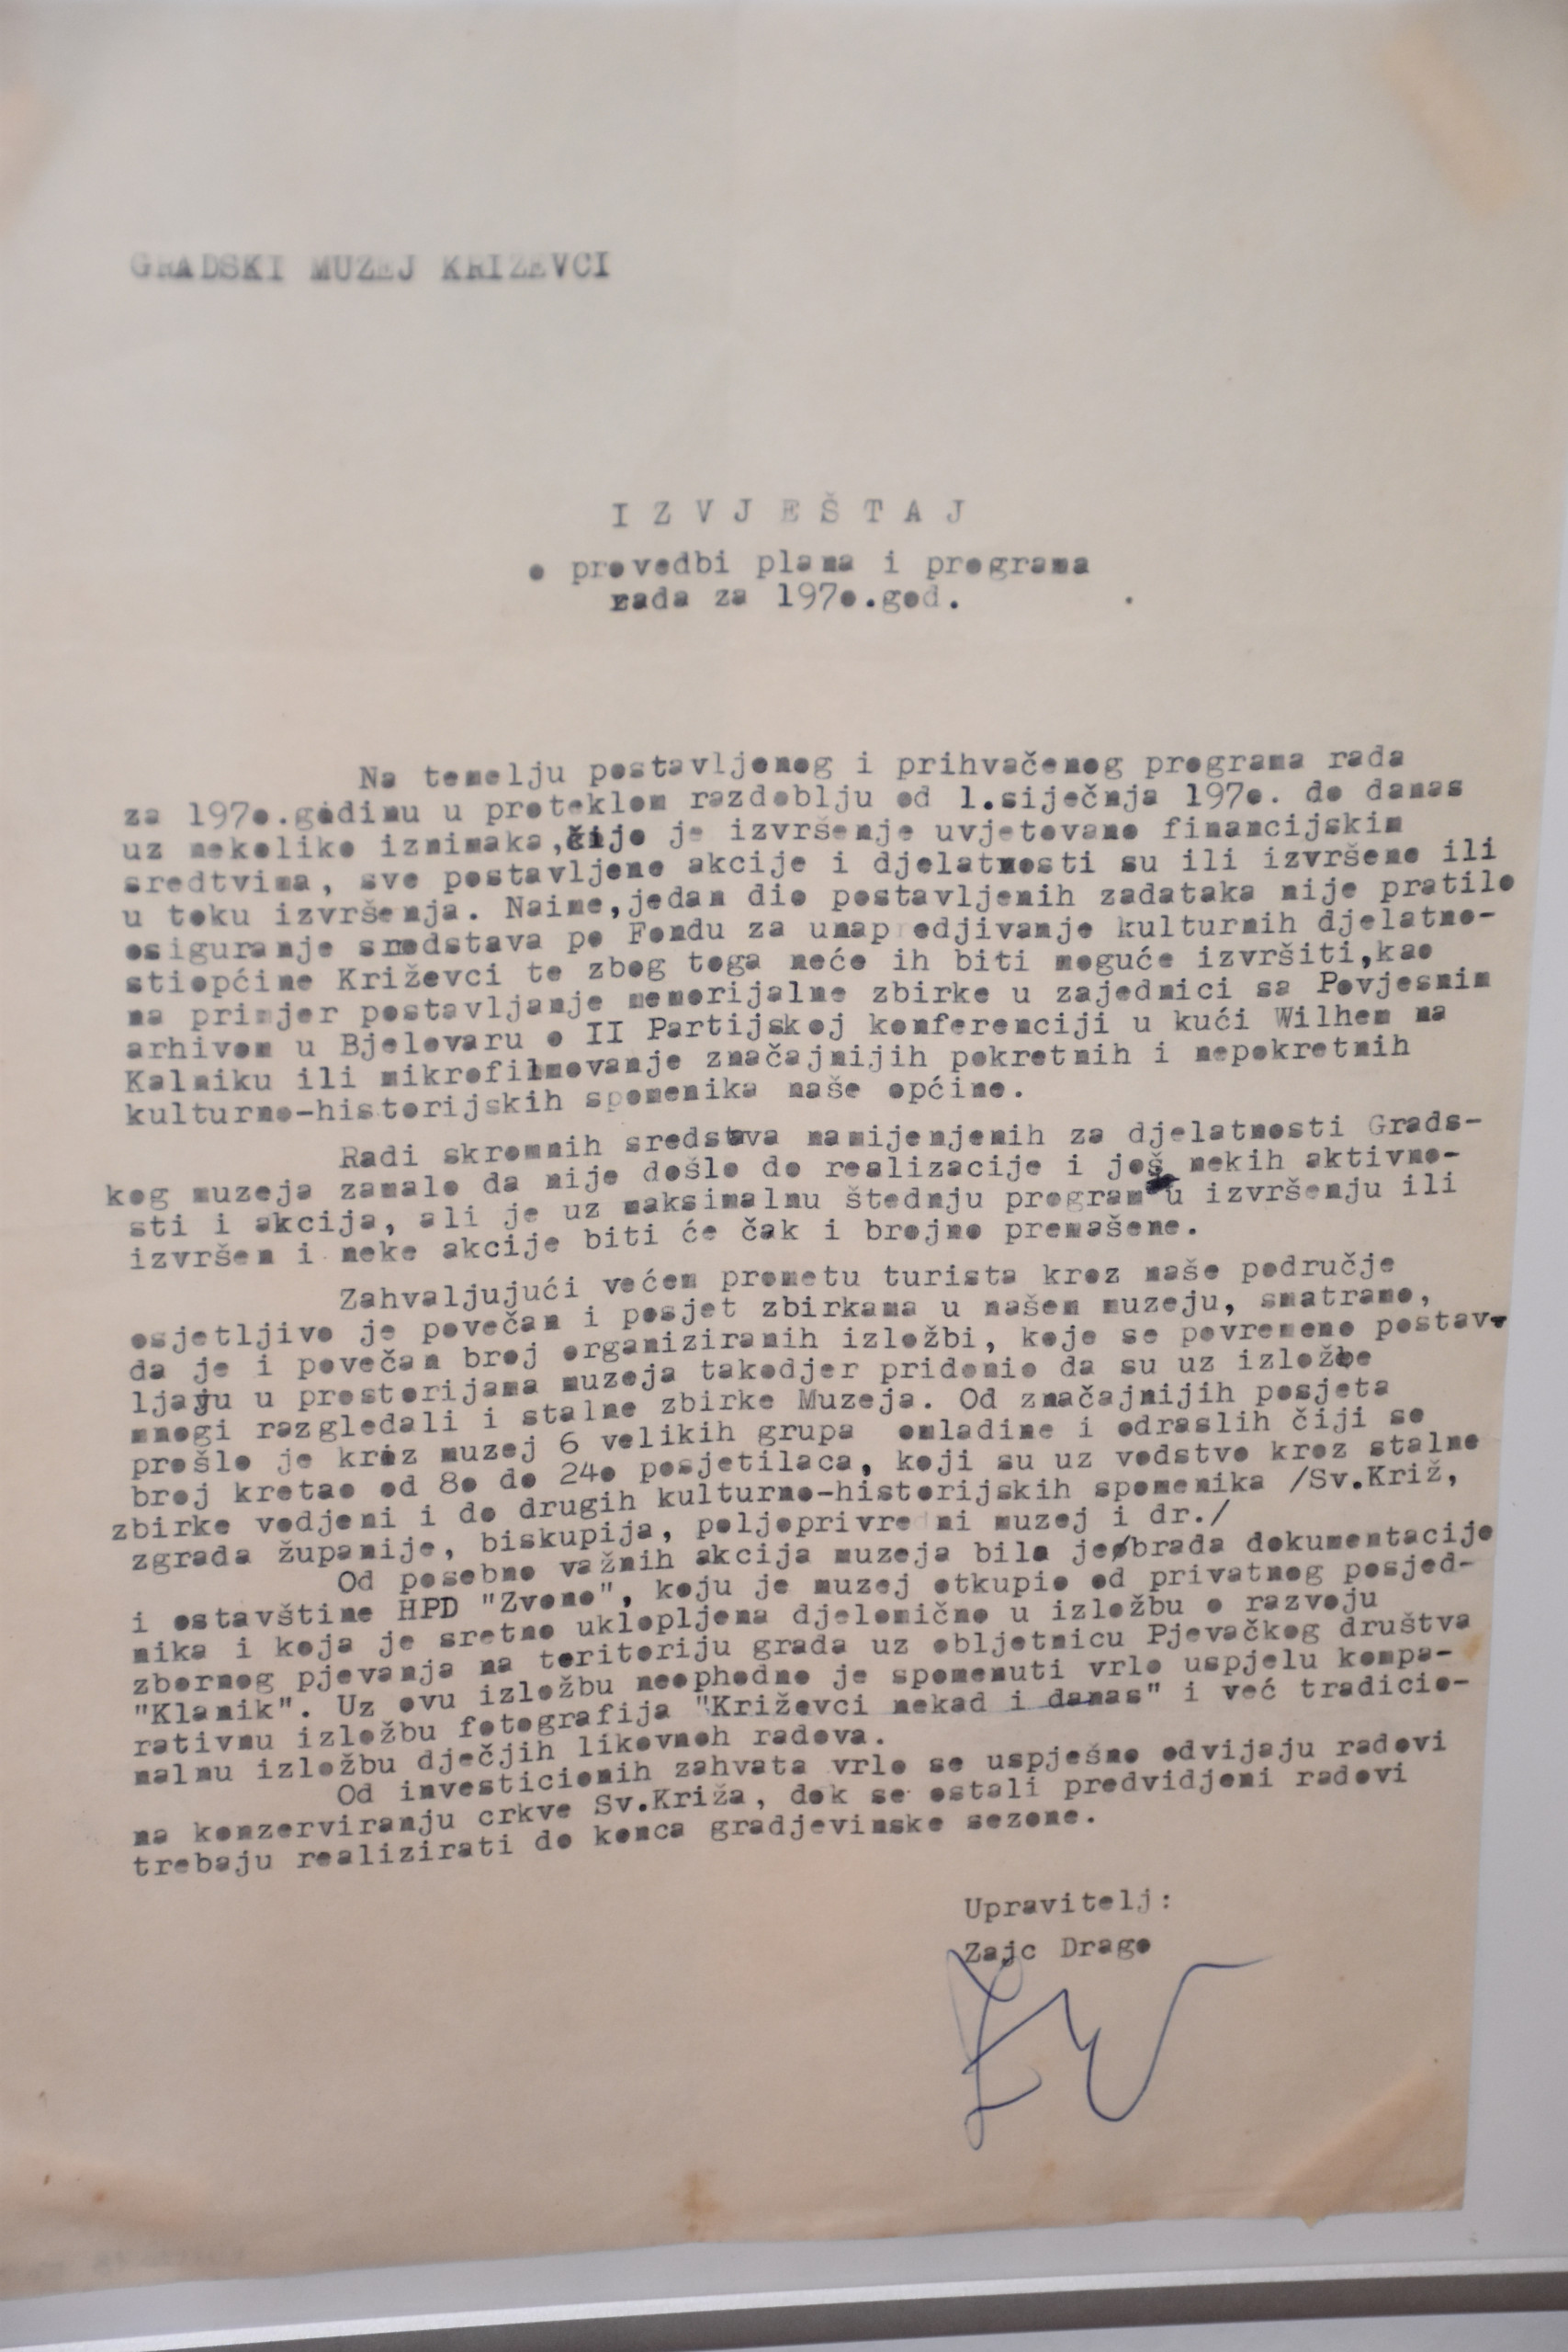 GRADSKI MUZEJ KRIŽEVCI
I Z V J E Š T A J
o provedbi plana i programa
rada za 197o.god.
Na temelju postavljenog i prihvačenog programa rada
za 197o.godinu u proteklom razdoblju od 1.siječnja 197o. do danas
uz nekoliko iznimaka,čije je izvršenje uvjetovano financijskim
sredtvima, sve postavljene akcije i djelatnosti su ili izvršene ili
u toku izvršenja. Naime,jedan dio postavljenih zadataka nije pratilo
osiguranje sredstava po Fondu za unapredjivanje kulturnih djelatno-
stiopćine Križevci te zbog toga neće ih biti moguće izvršiti,kao
na primjer postavljanje memorijalne zbirke u zajednici sa Povjesnim
arhivom u Bjelovaru o II Partijskoj konferenciji u kući Wilhem na
Kalniku ili mikrofilmovanje značajnijih pokretnih i nepokretnih
kulturno-historijskih spomenika naše općine.
Radi skromnih sredstava namijenjenih za djelatnosti Grads-
kog muzeja zamalo da nije došlo do realizacije i još nekih aktivno-
sti i akcija, ali je uz maksimalnu štednju program u izvršenju ili
izvršen i neke akcije biti će čak i brojno premašene.
Zahvaljujući većem prometu turista kroz naše područje
osjetljivo je povečan i posjet zbirkama u našem muzeju, smatramo,
da je i povečan broj organiziranih izložbi, koje se povremeno postav-
ljaju u prostorijama muzeja takodjer pridonio da su uz izložbe
mnogi razgledali i stalne zbirke Muzeja. Od značajnijih posjeta
prošlo je kroz muzej 6 velikih grupa omladine i odraslih čiji se
broj kretao od 8o do 24o posjetilaca, koji su uz vodstvo kroz stalne
zbirke vodjeni i do drugih kulturno-historijskih spomenika /Sv.Križ,
zgrada županije, biskupija, poljoprivredni muzej i dr./
Od posebno važnih akcija muzeja bila jeobrada dokumentacije
i ostavštine HPD "Zvono", koju je muzej otkupio od privatnog posjed-
nika i koja je sretno uklopljena djelomično u izložbu o razvoju
zbornog pjevanja na teritoriju grada uz obljetnicu Pjevačkog društva
"Klanik". Uz ovu izložbu neophodno je spomenuti vrlo uspjelu kompa-
rativnu izložbu fotografija "Križevci nekad i danas" i već tradicio-
nalnu izložbu dječjih likovnoh radova.
Od investicionih zahvata vrlo se uspješno odvijaju radovi
na konzerviranju crkve Sv.Križa, dok se ostali predvidjeni radovi
trebaju realizirati do konca gradjevinske sezone.
Upravitelj:
Zajc Drago